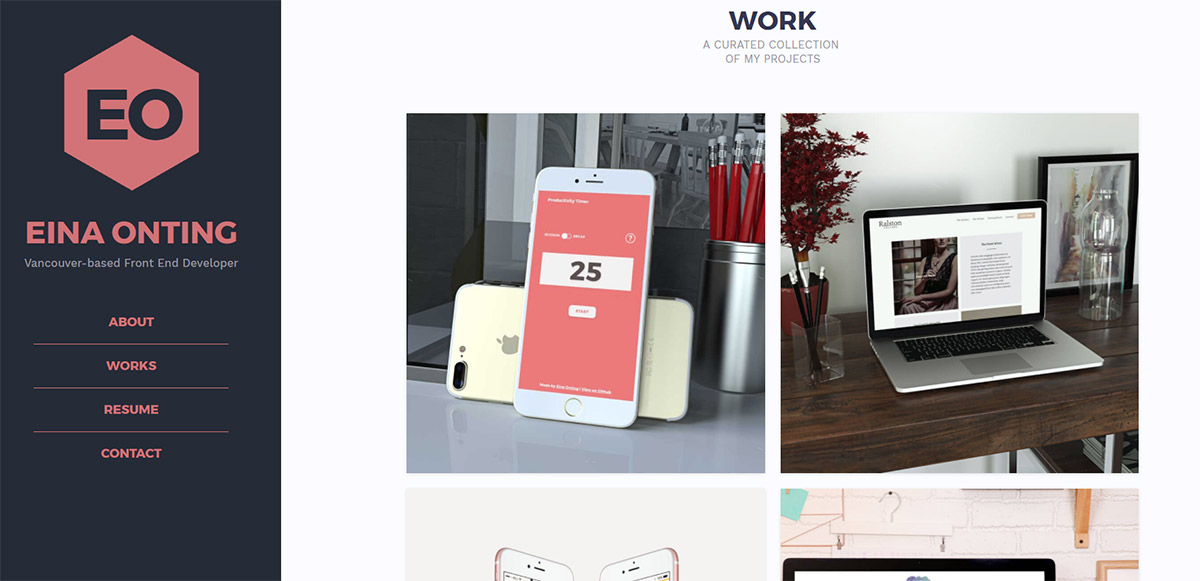 EO
EINA ONTING
Vancouver-based Front End Developer
ABOUT
WORKS
RESUME
CONTACT
WORK
A CURATED COLLECTION
OF MY PROJECTS
Productivity Timer
SESSION
BREAK
?
25
START
Made by Eina Onting | View on Github
Ralston